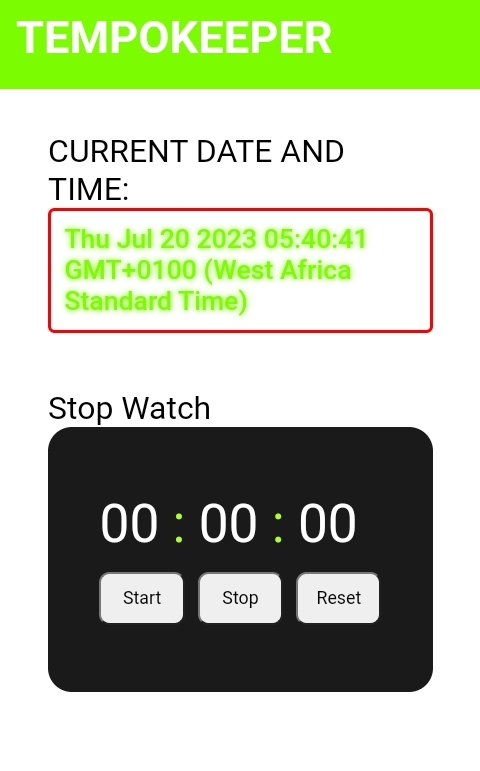 TEMPOKEEPER
CURRENT DATE AND
TIME:
Thu Jul 20 2023 05:40:41
GMT+0100 (West Africa
Standard Time)
Stop Watch
00 : 00 : 00
Start Stop Reset